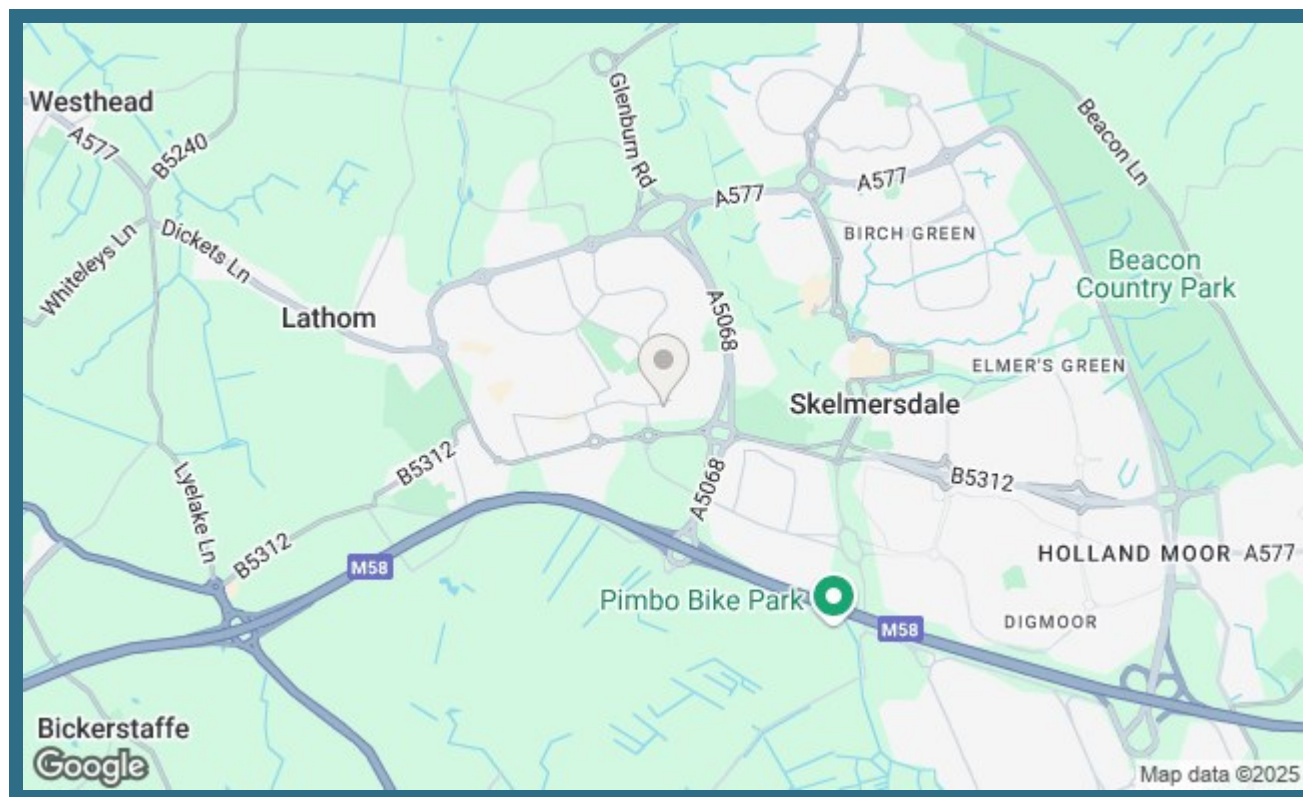 Westhead
A577
B5240
Glenburn Rd
Beacon Ln
A577
A577
Whiteleys Ln
Dickets Ln
BIRCH GREEN
Beacon
Country Park
Lathom
A5068
ELMER'S GREEN
Skelmersdale
B5312
Lyelake Ln
A5068
B5312
B5312
M58
HOLLAND MOOR
A577
Pimbo Bike Park
M58
DIGMOOR
Bickerstaffe
Google
Map data ©2025